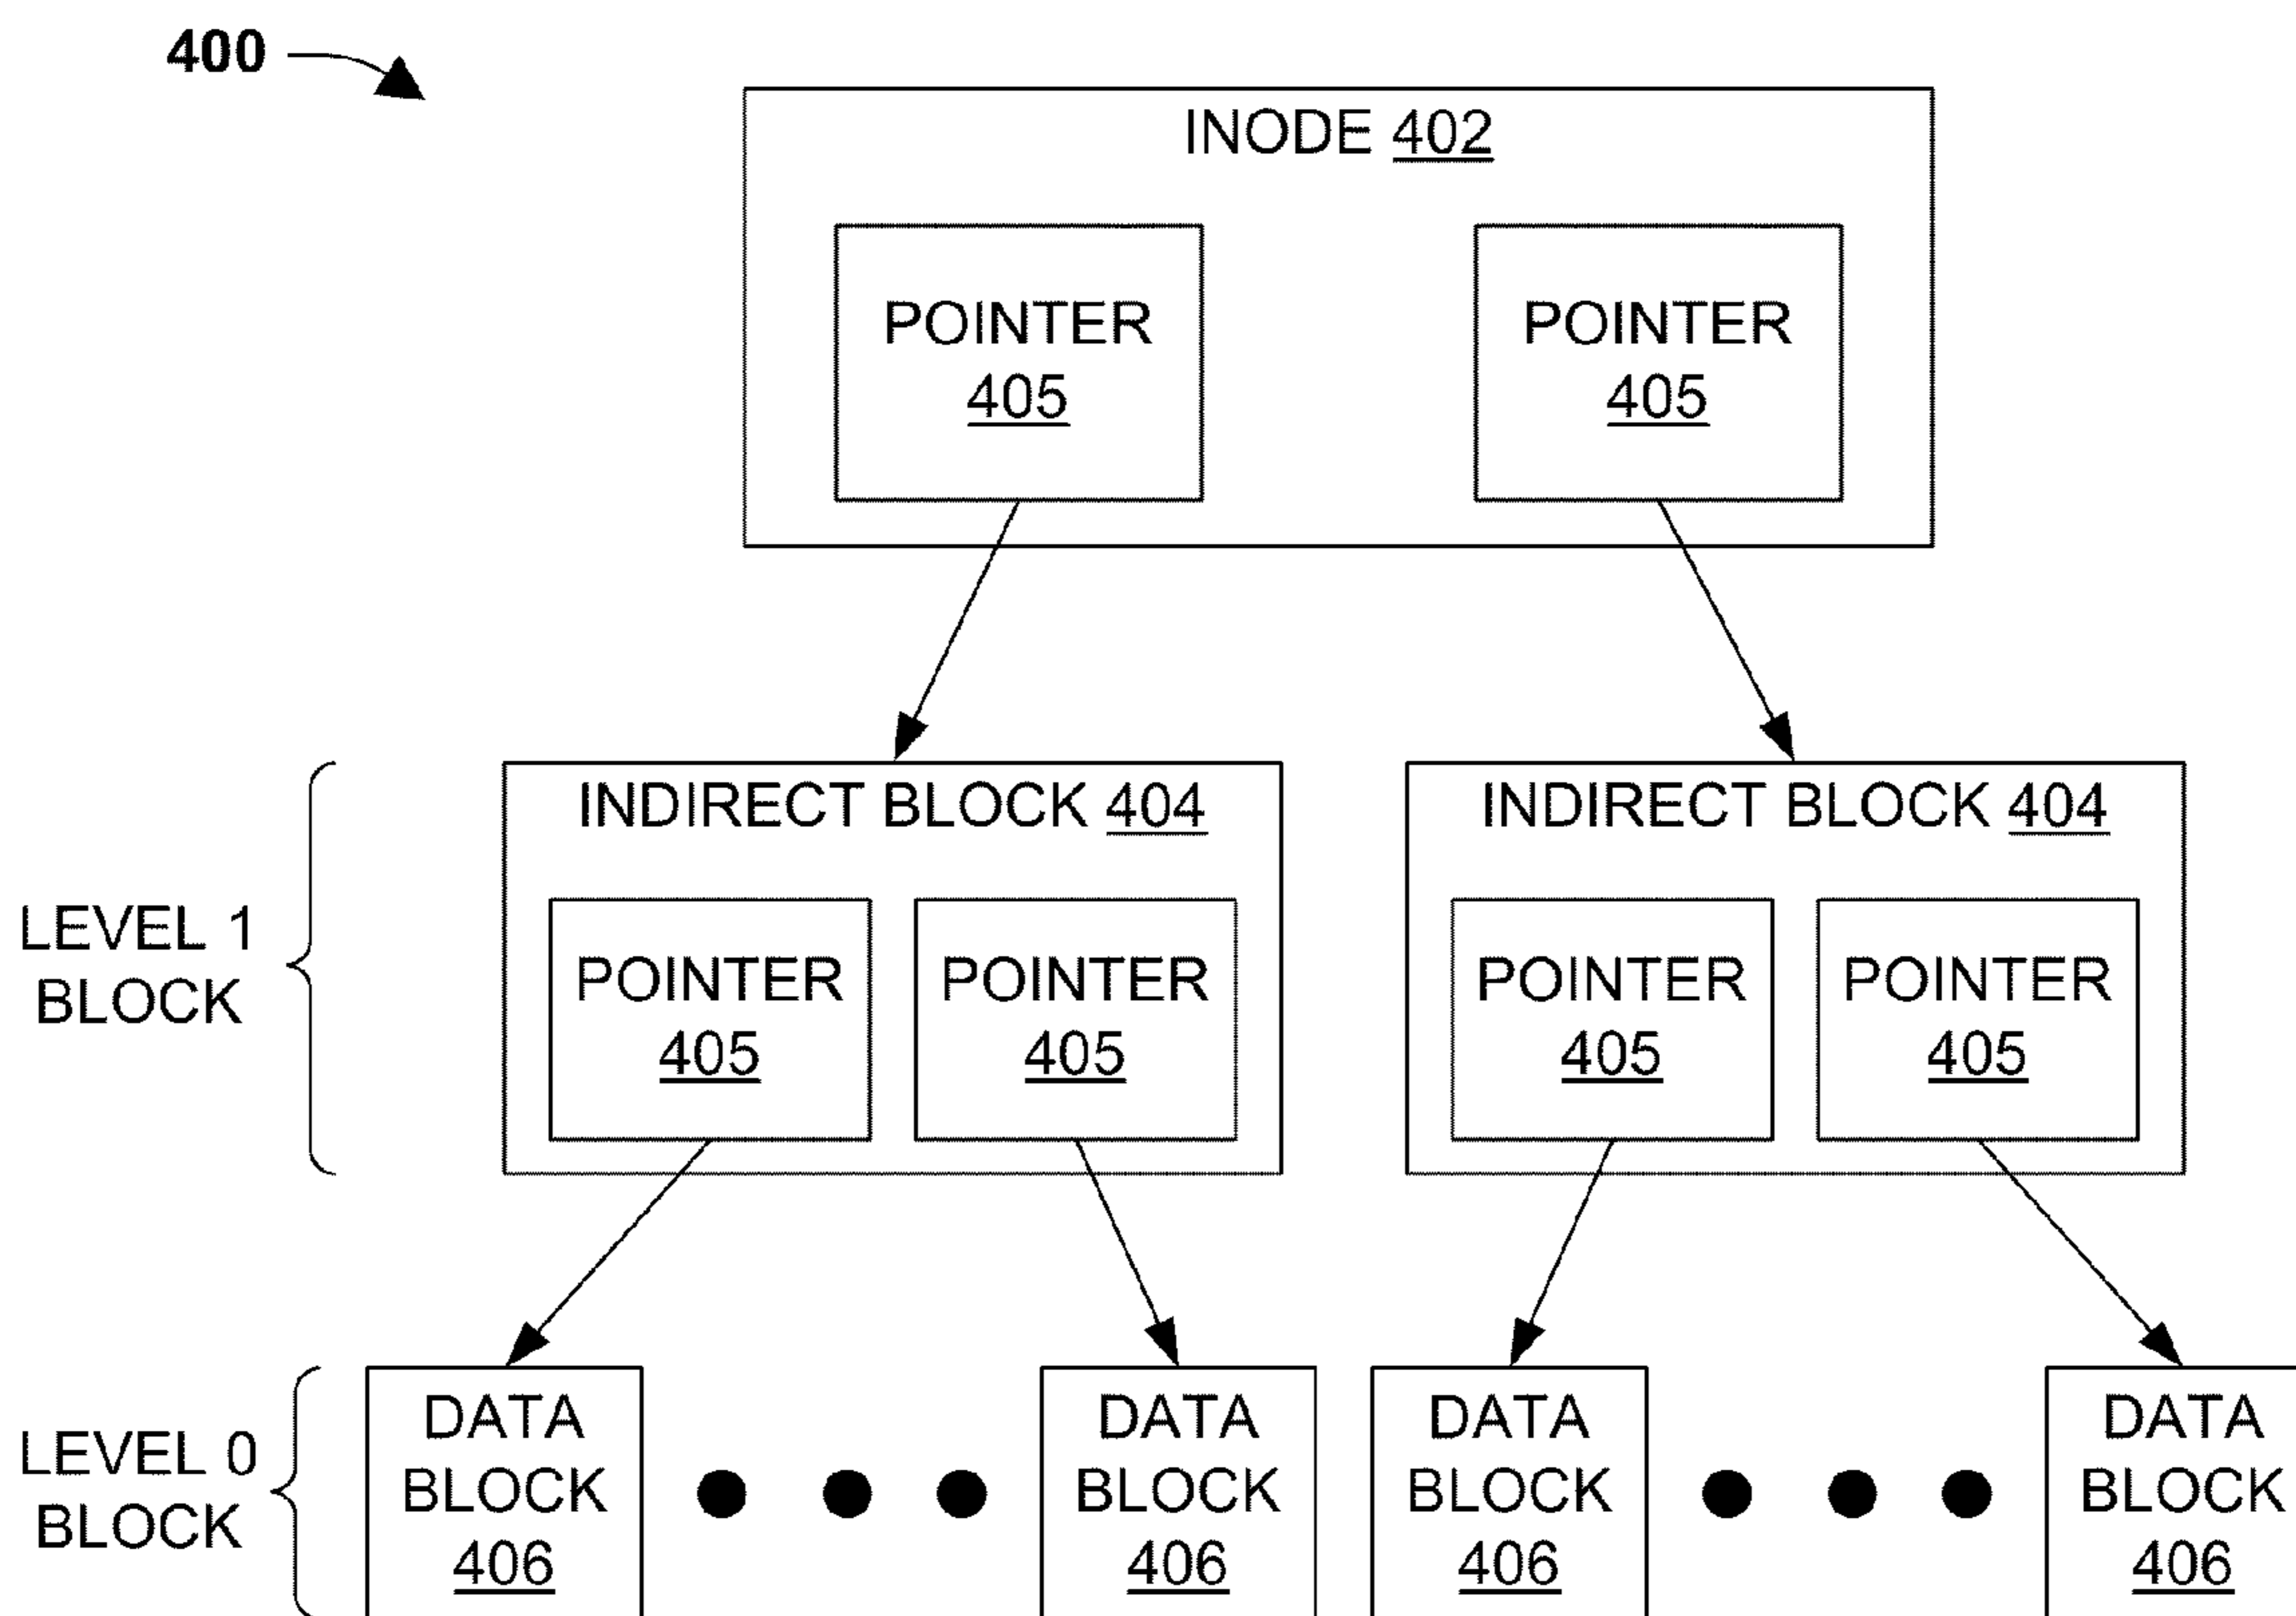 400
INODE 402
POINTER
405
POINTER
405
INDIRECT BLOCK 404
INDIRECT BLOCK 404
LEVEL 1
BLOCK
POINTER
405
POINTER
405
POINTER
405
POINTER
405
LEVEL 0
BLOCK
DATA
BLOCK
406
DATA
BLOCK
406
DATA
BLOCK
406
DATA
BLOCK
406